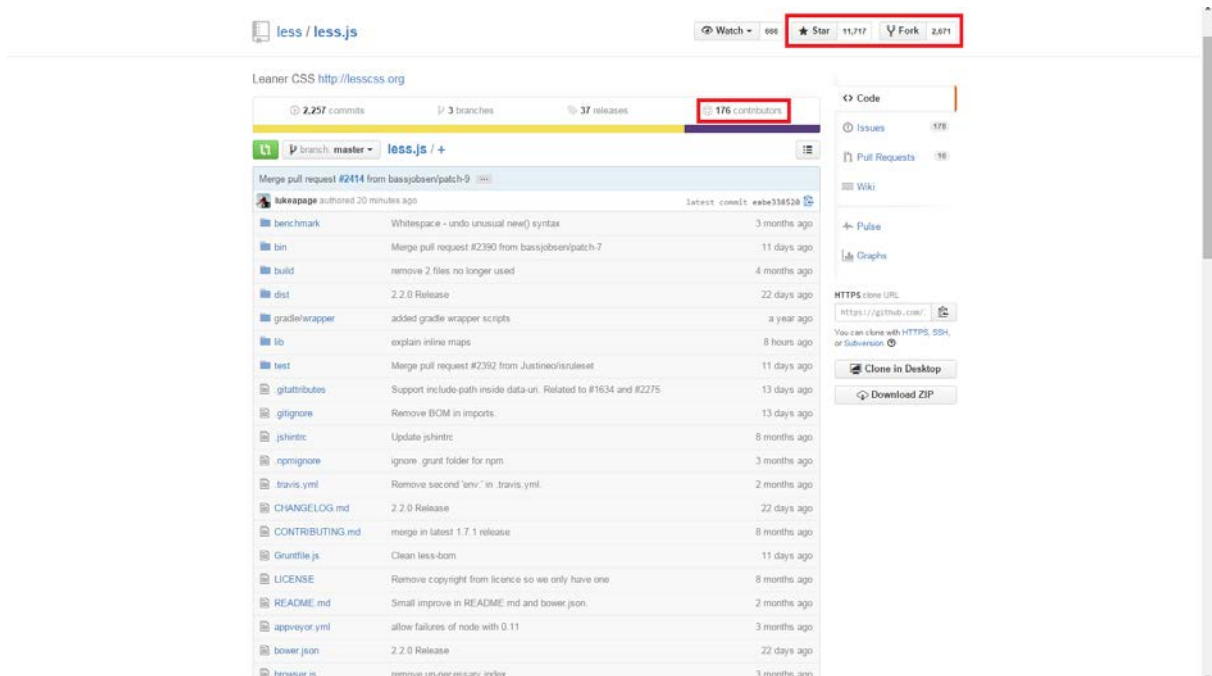 less / less.js
Watch 666 Star 11,717 Fork 2,671
Leaner CSS http://lesscss.org
2,257 commits 3 branches 37 releases 176 contributors
branch: master less.js / +
Merge pull request #2414 from bassjobsen/patch-9 ...
lukeapage authored 20 minutes ago latest commit eabe338520
benchmark Whitespace - undo unusual new() syntax 3 months ago
bin Merge pull request #2390 from bassjobsen/patch-7 11 days ago
build remove 2 files no longer used 4 months ago
dist 2.2.0 Release 22 days ago
gradle/wrapper added gradle wrapper scripts a year ago
lib explain inline maps 8 hours ago
test Merge pull request #2392 from Justineo/isruleset 11 days ago
.gitattributes Support include-path inside data-uri. Related to #1634 and #2275 13 days ago
.gitignore Remove BOM in imports. 13 days ago
.jshintrc Update jshintrc 8 months ago
.npmignore ignore .grunt folder for npm 3 months ago
.travis.yml Remove second 'env:' in .travis.yml. 2 months ago
CHANGELOG.md 2.2.0 Release 22 days ago
CONTRIBUTING.md merge in latest 1.7.1 release 8 months ago
Gruntfile.js Clean less-bom 11 days ago
LICENSE Remove copyright from licence so we only have one 8 months ago
README.md Small improve in README.md and bower.json. 2 months ago
appveyor.yml allow failures of node with 0.11 3 months ago
bower.json 2.2.0 Release 22 days ago
browser.js remove un-necessary index 3 months ago
Code
Issues 178
Pull Requests 16
Wiki
Pulse
Graphs
HTTPS clone URL
https://github.com/
You can clone with HTTPS, SSH,
or Subversion.
Clone in Desktop
Download ZIP